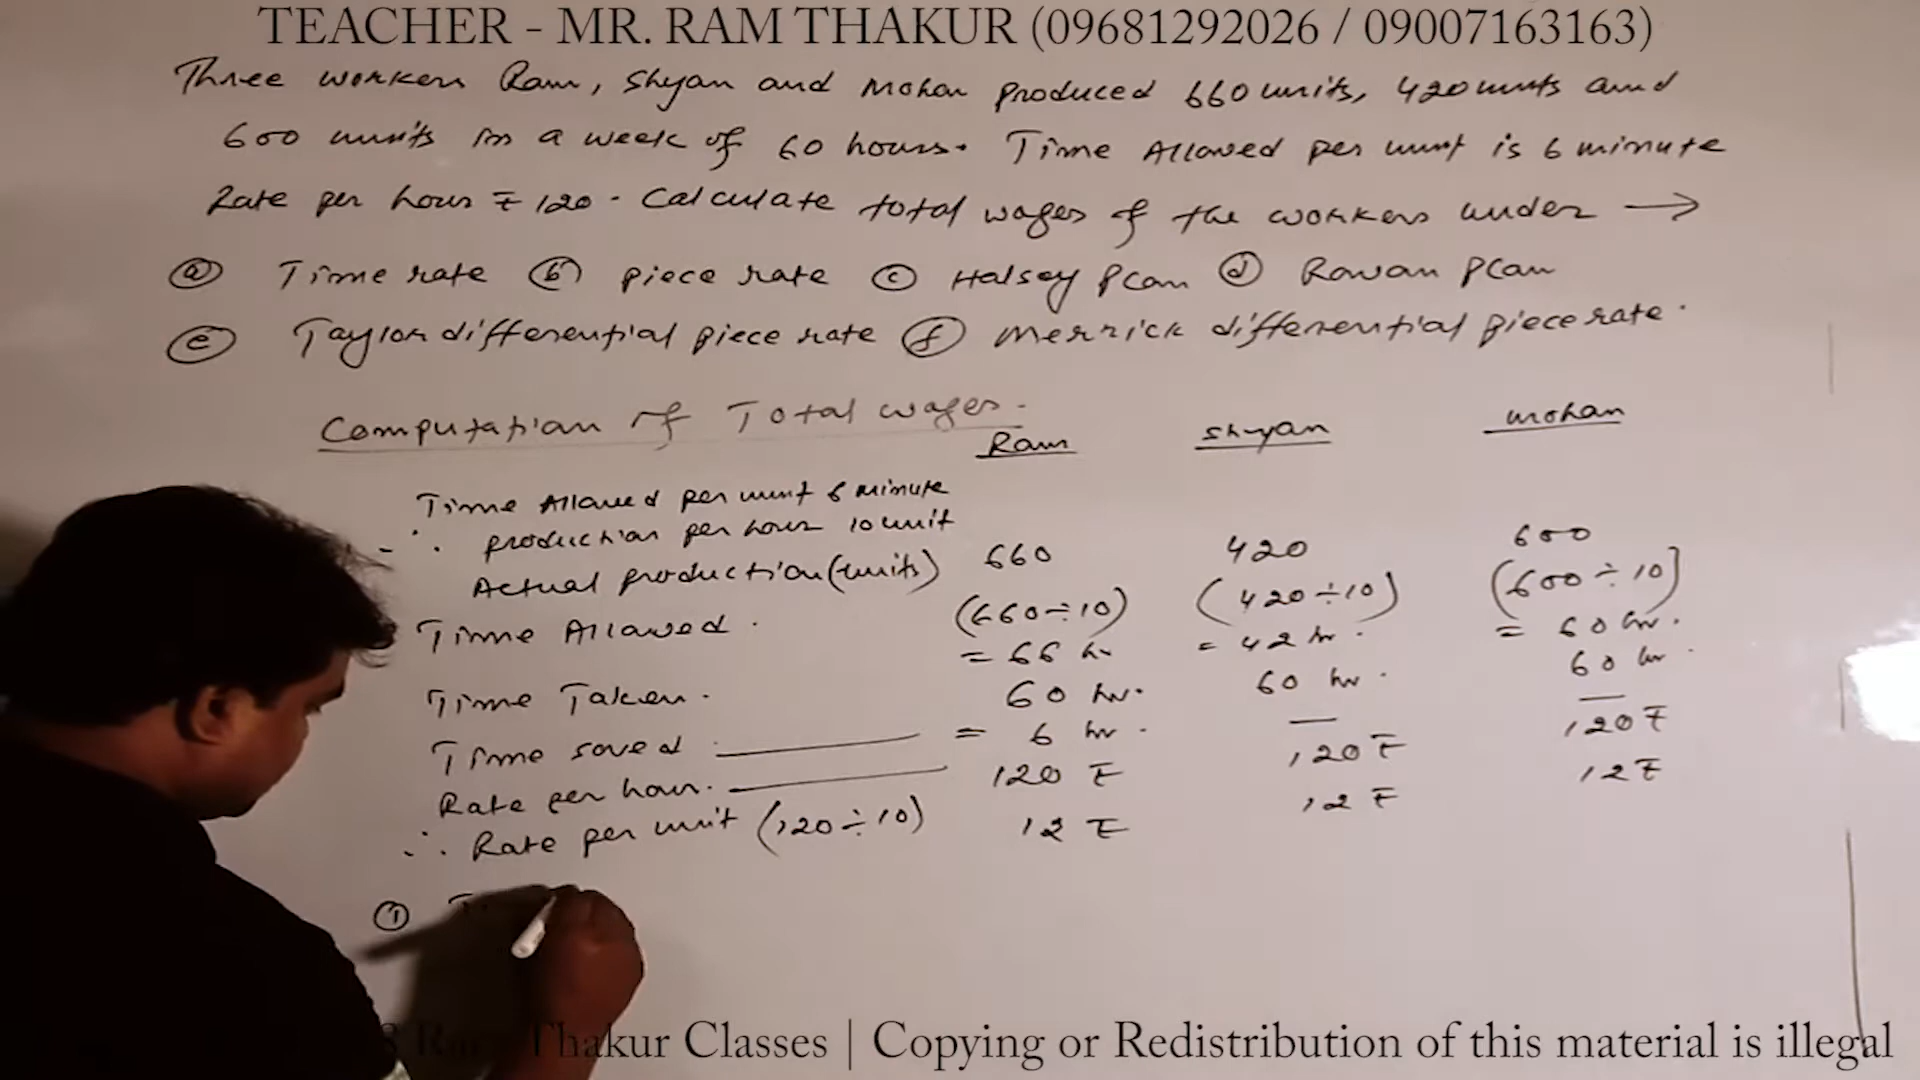 TEACHER - MR. RAM THAKUR (09681292026 / 09007163163)
Three workers Ram, Shyan and Mohan produced 660 units, 420 units and
600 units in a week of 60 hours. Time Allowed per unit is 6 minute
Rate per hour ₹ 120. Calculate total wages of the workers under →
(a) Time rate (b) piece rate (c) Halsey plan (d) Rowan plan
(e) Taylor differential piece rate (f) Merrick differential piece rate.
Computation of Total wages.
Ram Shyan Mohan
Time Allowed per unit 6 minute
∴ production per hour 10 unit
Actual production (units) 660 420 600
Time Allowed. (660÷10) (420÷10) (600÷10]
= 66 hr = 42 hr. = 60 hr.
Time Taken. 60 hr. 60 hr. 60 hr.
Time saved = 6 hr. — —
Rate per hour. 120 ₹ 120 ₹ 120 ₹
∴ Rate per unit (120÷10) 12 ₹ 12 ₹ 12 ₹
(1)
Thakur Classes | Copying or Redistribution of this material is illegal